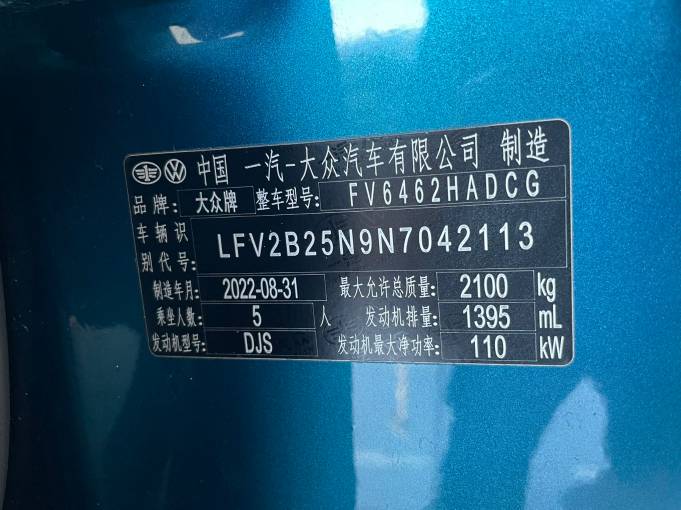 中国 一汽-大众汽车有限公司 制造
品牌: 大众牌 整车型号: FV6462HADCG
车辆识别代号: LFV2B25N9N7042113
制造年月: 2022-08-31 最大允许总质量: 2100 kg
乘坐人数: 5 人 发动机排量: 1395 mL
发动机型号: DJS 发动机最大净功率: 110 kW